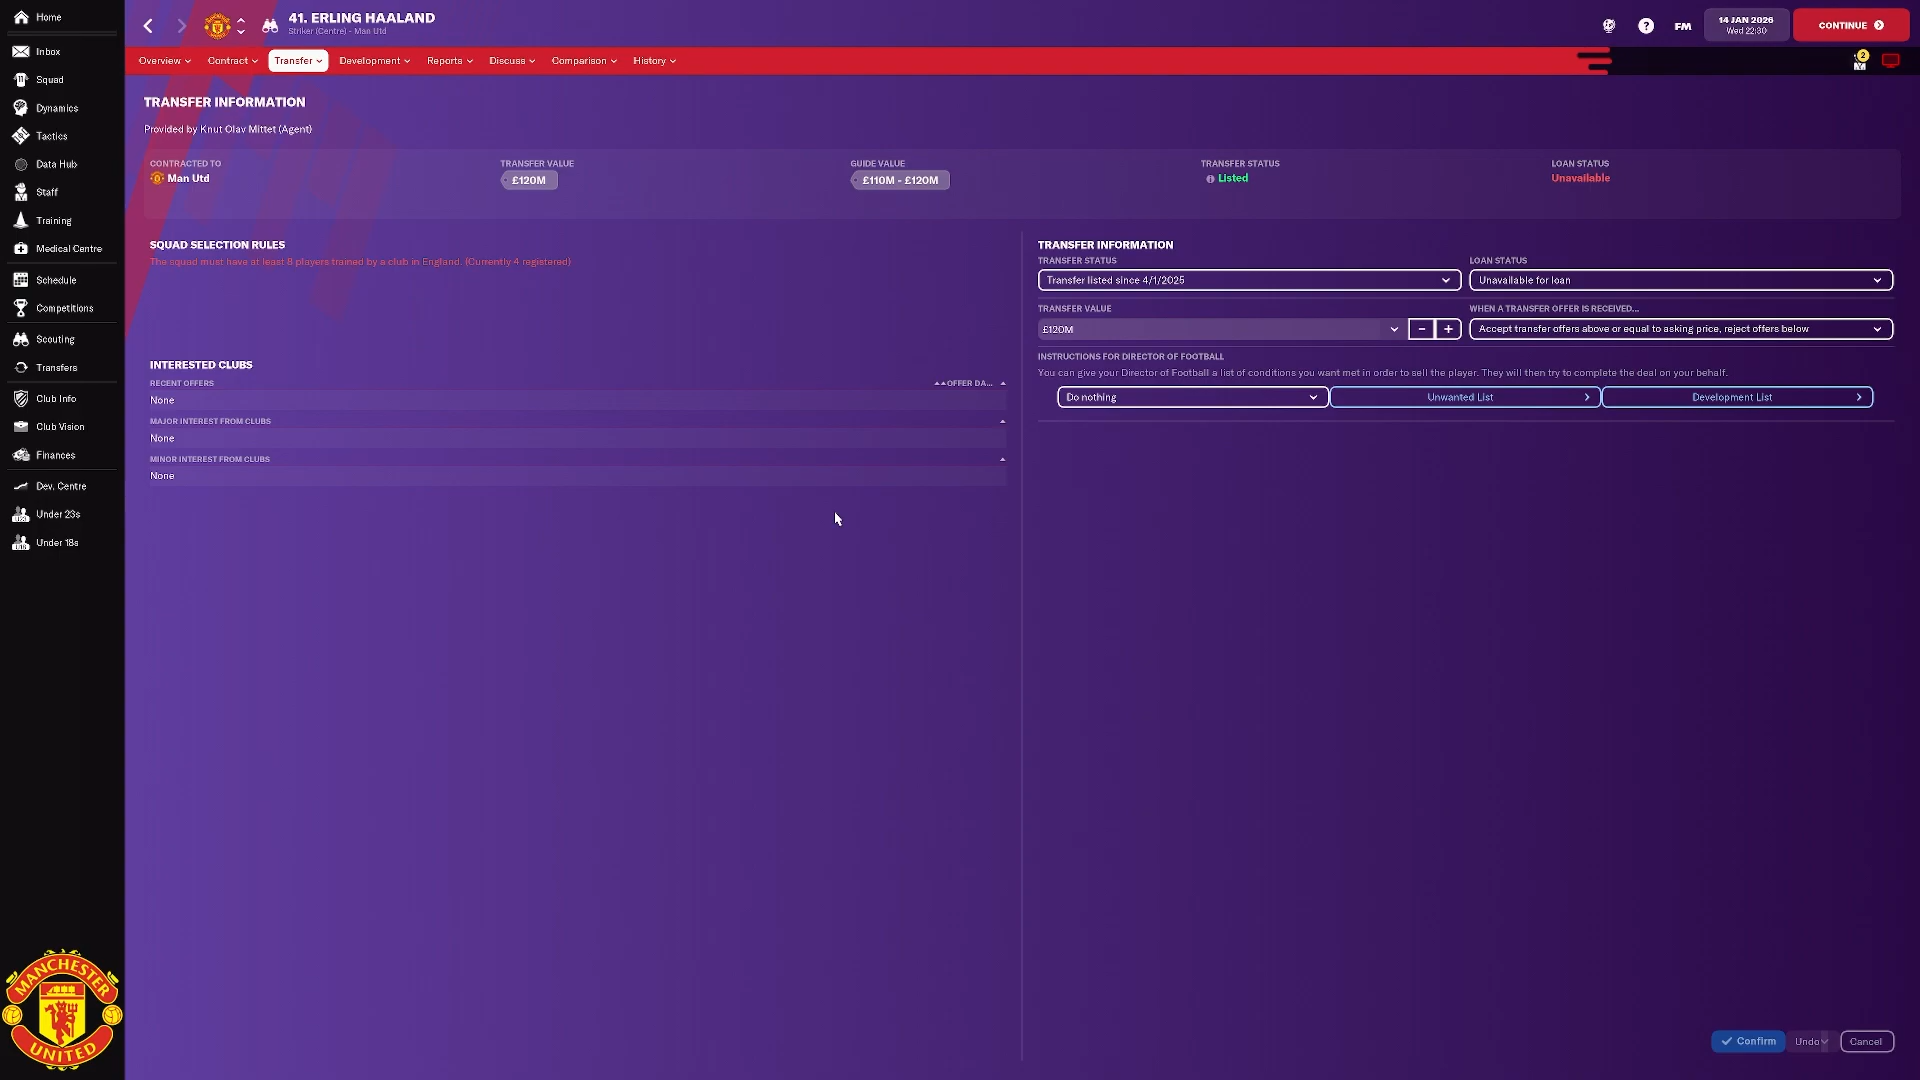 Home
Inbox
Squad
Dynamics
Tactics
Data Hub
Staff
Training
Medical Centre
Schedule
Competitions
Scouting
Transfers
Club Info
Club Vision
Finances
Dev. Centre
Under 23s
Under 18s
MANCHESTER
UNITED
41. ERLING HAALAND
Striker (Centre) - Man Utd
FM
14 JAN 2026
Wed 22:30
CONTINUE
Overview
Contract
Transfer
Development
Reports
Discuss
Comparison
History
2
TRANSFER INFORMATION
Provided by Knut Olav Mittet (Agent)
CONTRACTED TO
Man Utd
TRANSFER VALUE
£120M
GUIDE VALUE
£110M - £120M
TRANSFER STATUS
Listed
LOAN STATUS
Unavailable
SQUAD SELECTION RULES
The squad must have at least 8 players trained by a club in England. (Currently 4 registered)
INTERESTED CLUBS
RECENT OFFERS
OFFER DA...
None
MAJOR INTEREST FROM CLUBS
None
MINOR INTEREST FROM CLUBS
None
TRANSFER INFORMATION
TRANSFER STATUS
Transfer listed since 4/1/2025
LOAN STATUS
Unavailable for loan
TRANSFER VALUE
£120M
WHEN A TRANSFER OFFER IS RECEIVED...
Accept transfer offers above or equal to asking price, reject offers below
INSTRUCTIONS FOR DIRECTOR OF FOOTBALL
You can give your Director of Football a list of conditions you want met in order to sell the player. They will then try to complete the deal on your behalf.
Do nothing
Unwanted List
Development List
Confirm
Undo
Cancel